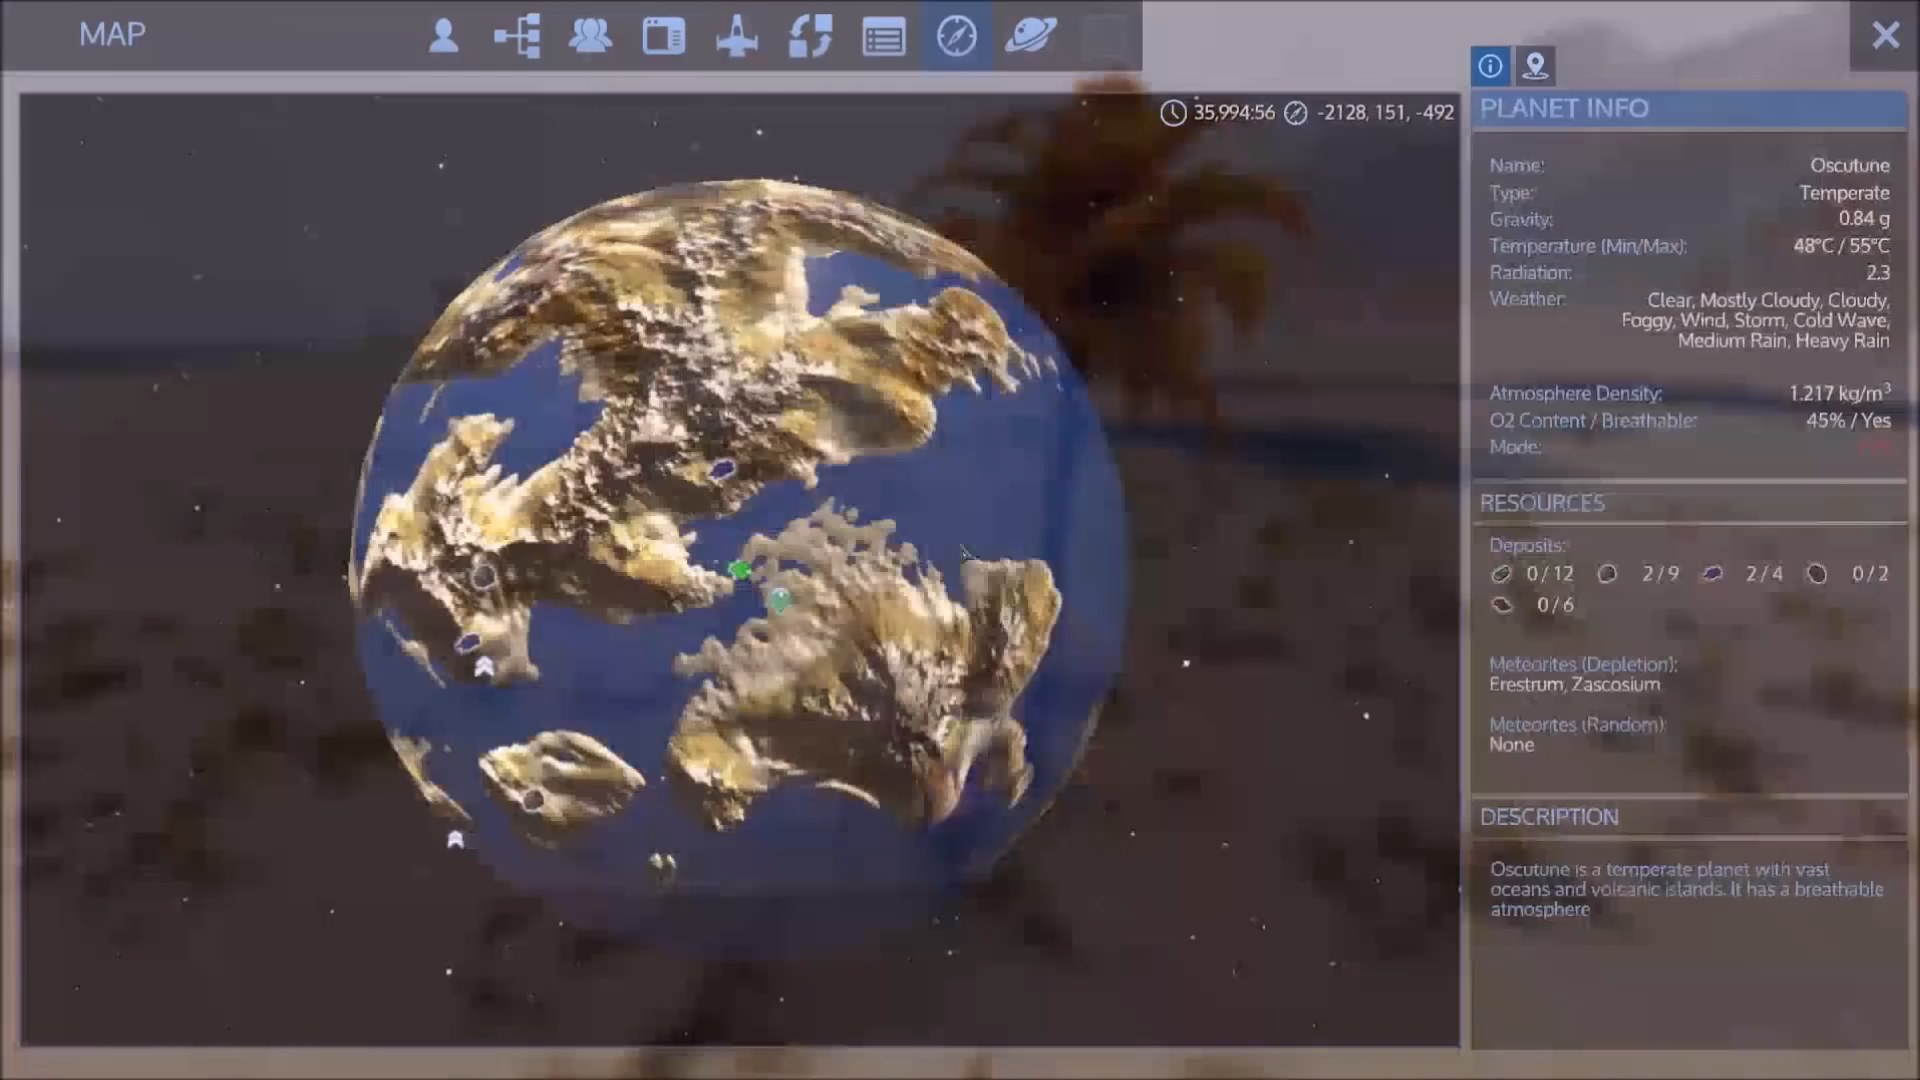 MAP
35,994:56 -2128, 151, -492
PLANET INFO
Name: Oscutune
Type: Temperate
Gravity: 0.84 g
Temperature (Min/Max): 48°C / 55°C
Radiation: 2.3
Weather: Clear, Mostly Cloudy, Cloudy,
Foggy, Wind, Storm, Cold Wave,
Medium Rain, Heavy Rain
Atmosphere Density: 1.217 kg/m³
O2 Content / Breathable: 45% / Yes
Mode:
RESOURCES
Deposits:
0/12 2/9 2/4 0/2
0/6
Meteorites (Depletion):
Erestrum, Zascosium
Meteorites (Random):
None
DESCRIPTION
Oscutune is a temperate planet with vast
oceans and volcanic islands. It has a breathable
atmosphere